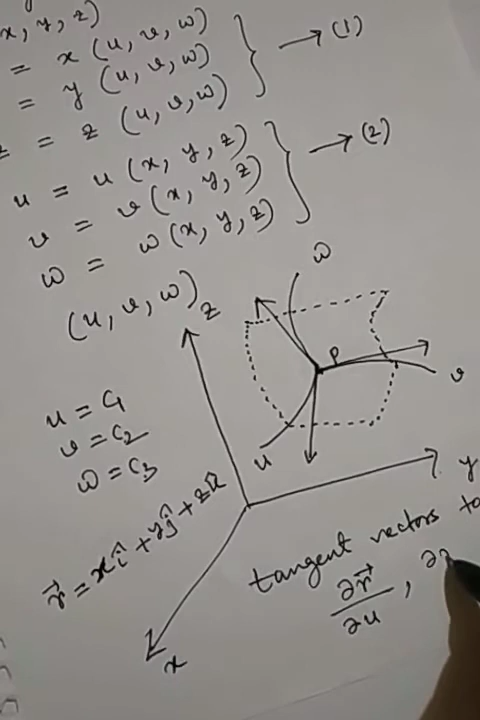 x, y, z)
= x (u, v, w)
= y (u, v, w)
z = z (u, v, w)
→ (1)
u = u (x, y, z)
v = v (x, y, z)
w = w (x, y, z)
→ (2)
(u, v, w)
z
w
P
v
u
u = C1
v = C2
w = C3
y
x
r⃗ = xî + yĵ + zk̂
tangent vectors to
∂r⃗/∂u , ∂